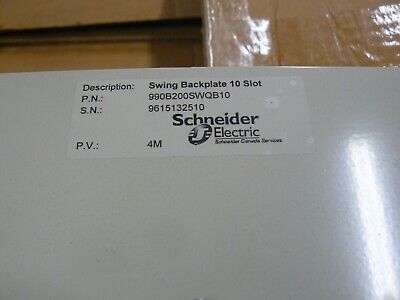 Description: Swing Backplate 10 Slot
P.N.: 990B200SWQB10
S.N.: 9615132510
Schneider
Electric
Schneider Canada Services
P.V.: 4M